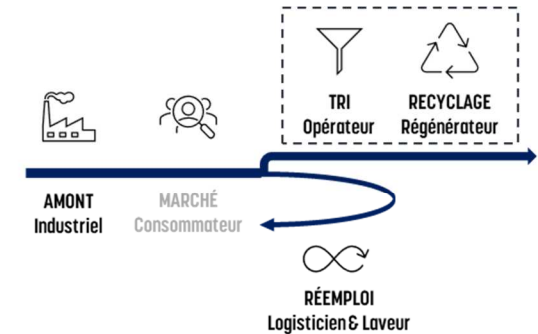 TRI
Opérateur
RECYCLAGE
Régénérateur
AMONT
Industriel
MARCHÉ
Consommateur
RÉEMPLOI
Logisticien & Laveur